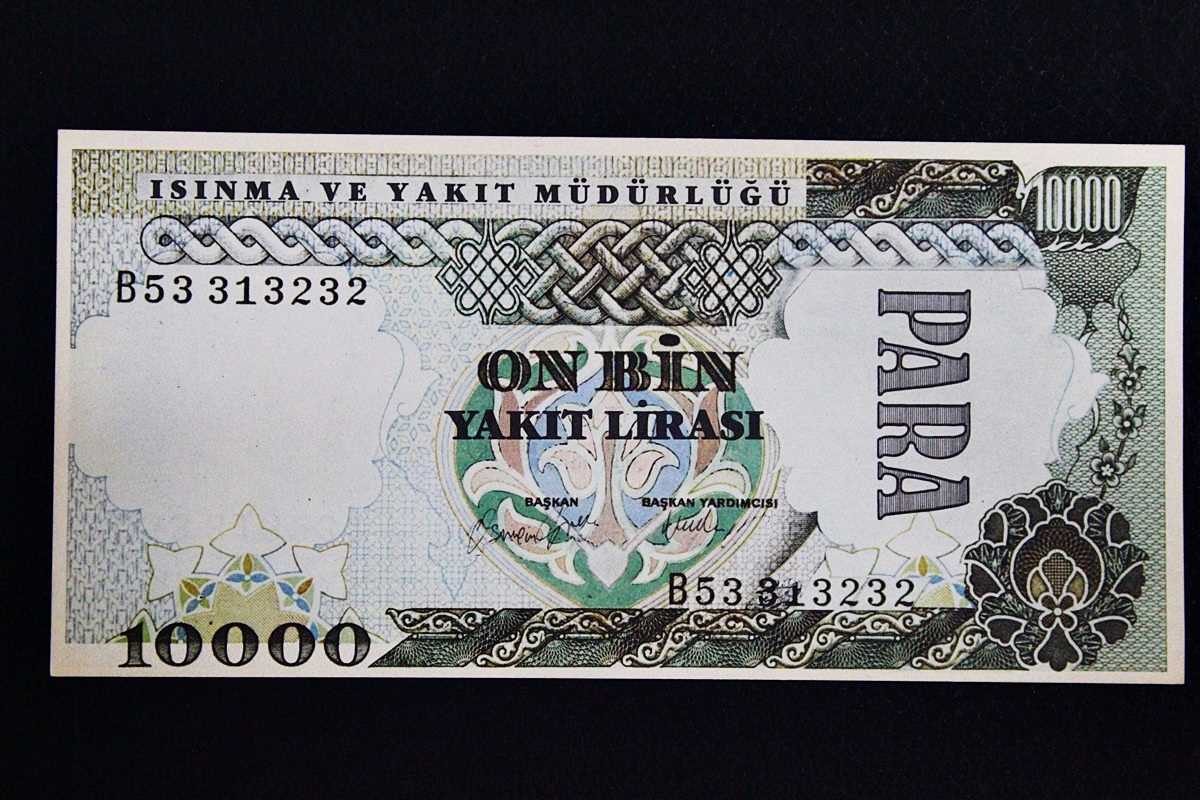 ISINMA VE YAKIT MÜDÜRLÜĞÜ
10000
B53 313232
PARA
ON BİN
YAKIT LİRASI
BAŞKAN BAŞKAN YARDIMCISI
B53 313232
10000